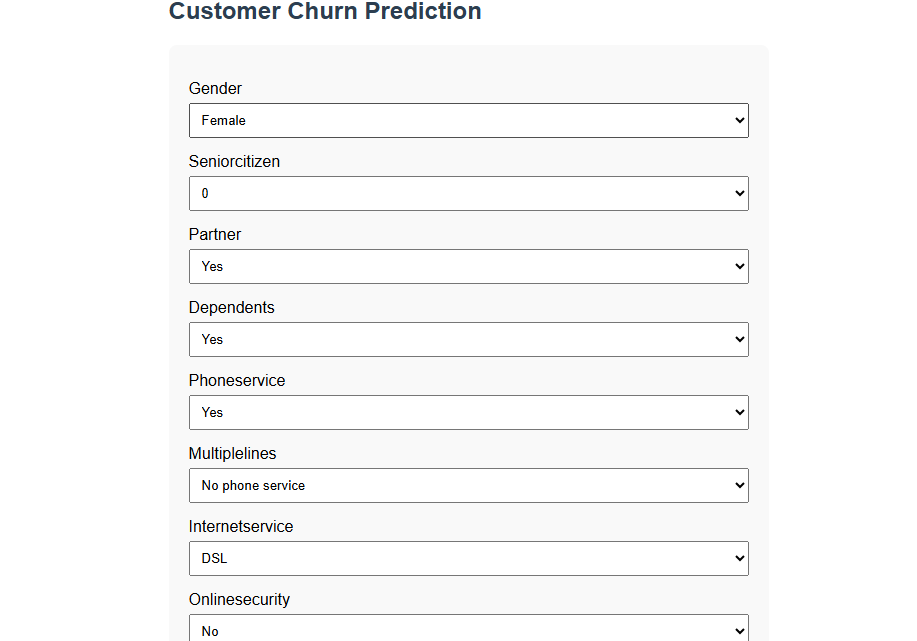 Customer Churn Prediction
Gender
Female
Seniorcitizen
0
Partner
Yes
Dependents
Yes
Phoneservice
Yes
Multiplelines
No phone service
Internetservice
DSL
Onlinesecurity
No